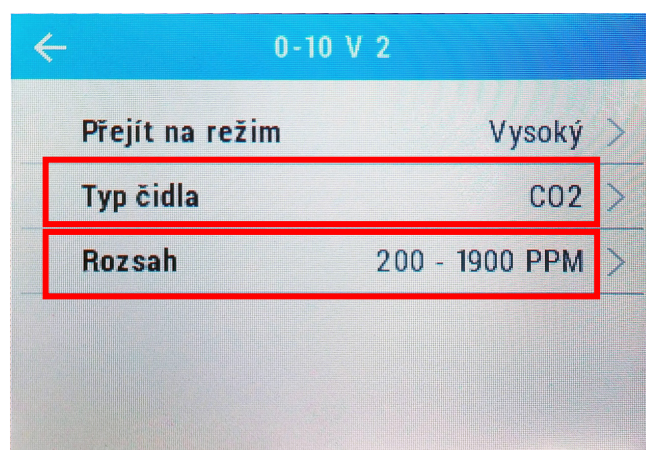 0-10 V 2
Přejít na režim Vysoký
Typ čidla CO2
Rozsah 200 - 1900 PPM